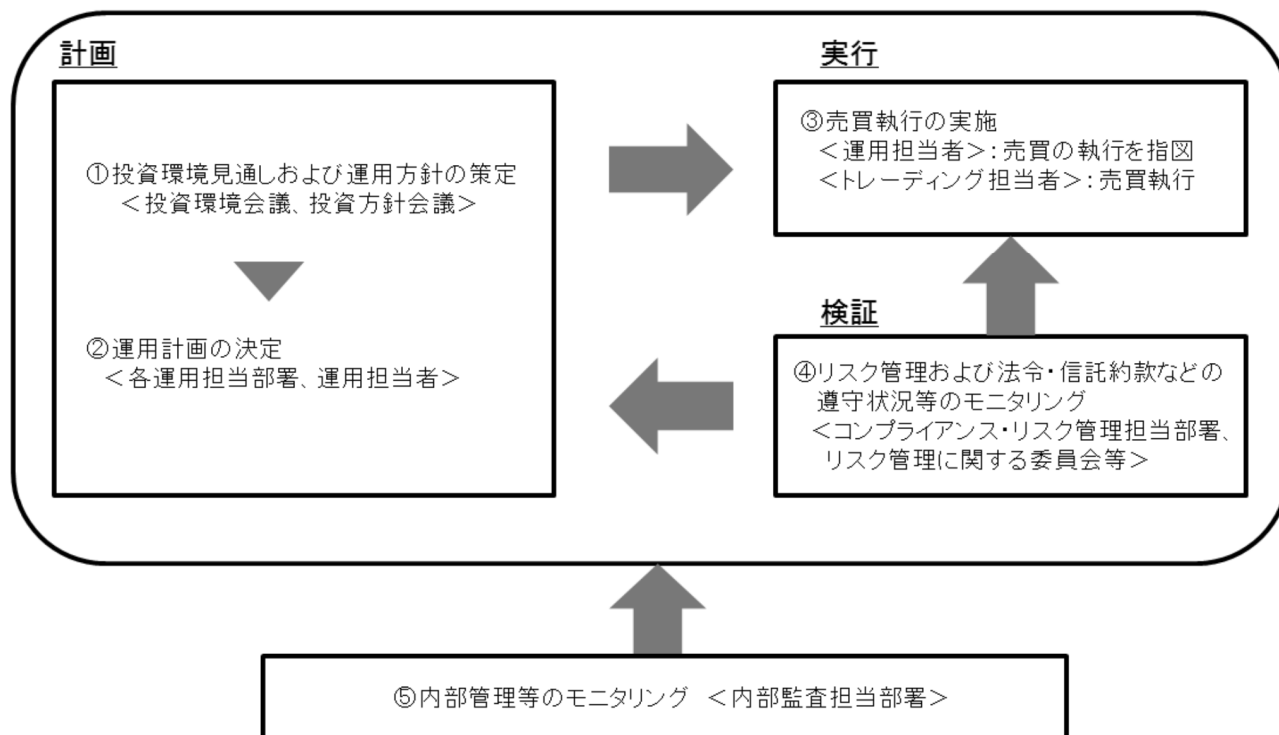 計画
①投資環境見通しおよび運用方針の策定
＜投資環境会議、投資方針会議＞
②運用計画の決定
＜各運用担当部署、運用担当者＞
実行
③売買執行の実施
＜運用担当者＞：売買の執行を指図
＜トレーディング担当者＞：売買執行
検証
④リスク管理および法令・信託約款などの
遵守状況等のモニタリング
＜コンプライアンス・リスク管理担当部署、
リスク管理に関する委員会等＞
⑤内部管理等のモニタリング ＜内部監査担当部署＞